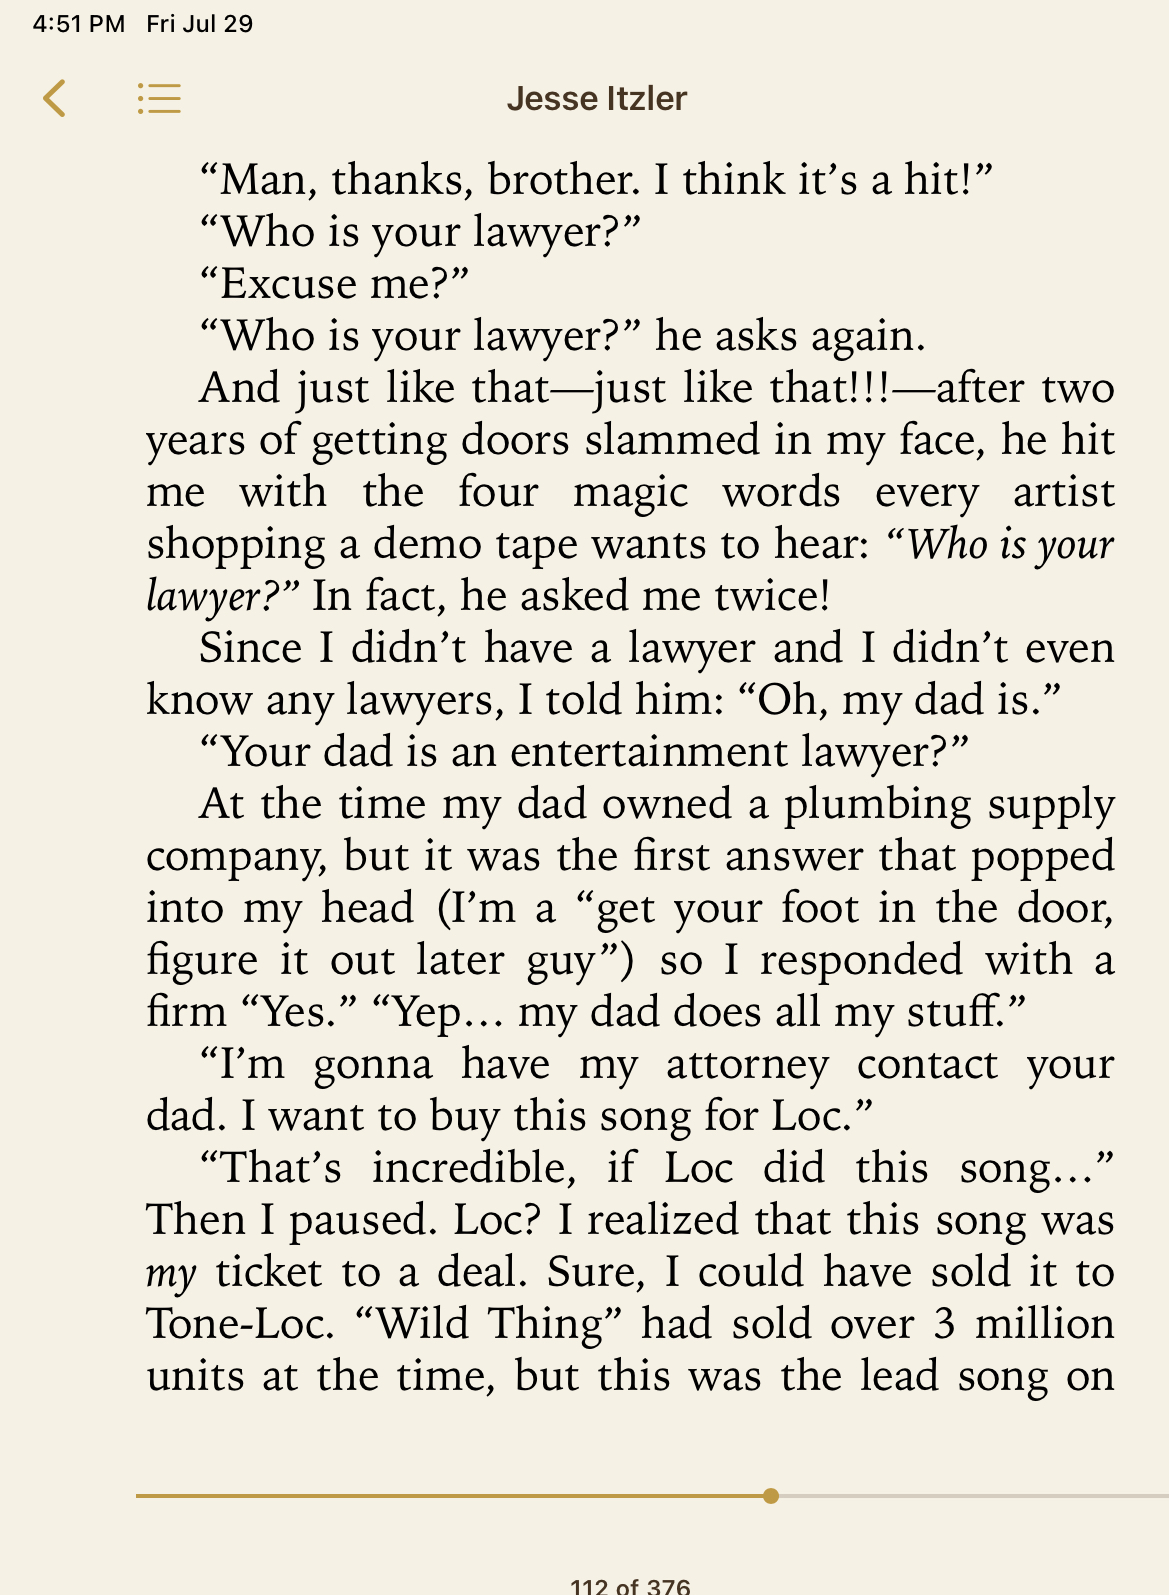 4:51 PM Fri Jul 29
Jesse Itzler
“Man, thanks, brother. I think it’s a hit!”
“Who is your lawyer?”
“Excuse me?”
“Who is your lawyer?” he asks again.
And just like that—just like that!!!—after two
years of getting doors slammed in my face, he hit
me with the four magic words every artist
shopping a demo tape wants to hear: “Who is your
lawyer?” In fact, he asked me twice!
Since I didn’t have a lawyer and I didn’t even
know any lawyers, I told him: “Oh, my dad is.”
“Your dad is an entertainment lawyer?”
At the time my dad owned a plumbing supply
company, but it was the first answer that popped
into my head (I’m a “get your foot in the door,
figure it out later guy”) so I responded with a
firm “Yes.” “Yep… my dad does all my stuff.”
“I’m gonna have my attorney contact your
dad. I want to buy this song for Loc.”
“That’s incredible, if Loc did this song…”
Then I paused. Loc? I realized that this song was
my ticket to a deal. Sure, I could have sold it to
Tone-Loc. “Wild Thing” had sold over 3 million
units at the time, but this was the lead song on
112 of 376